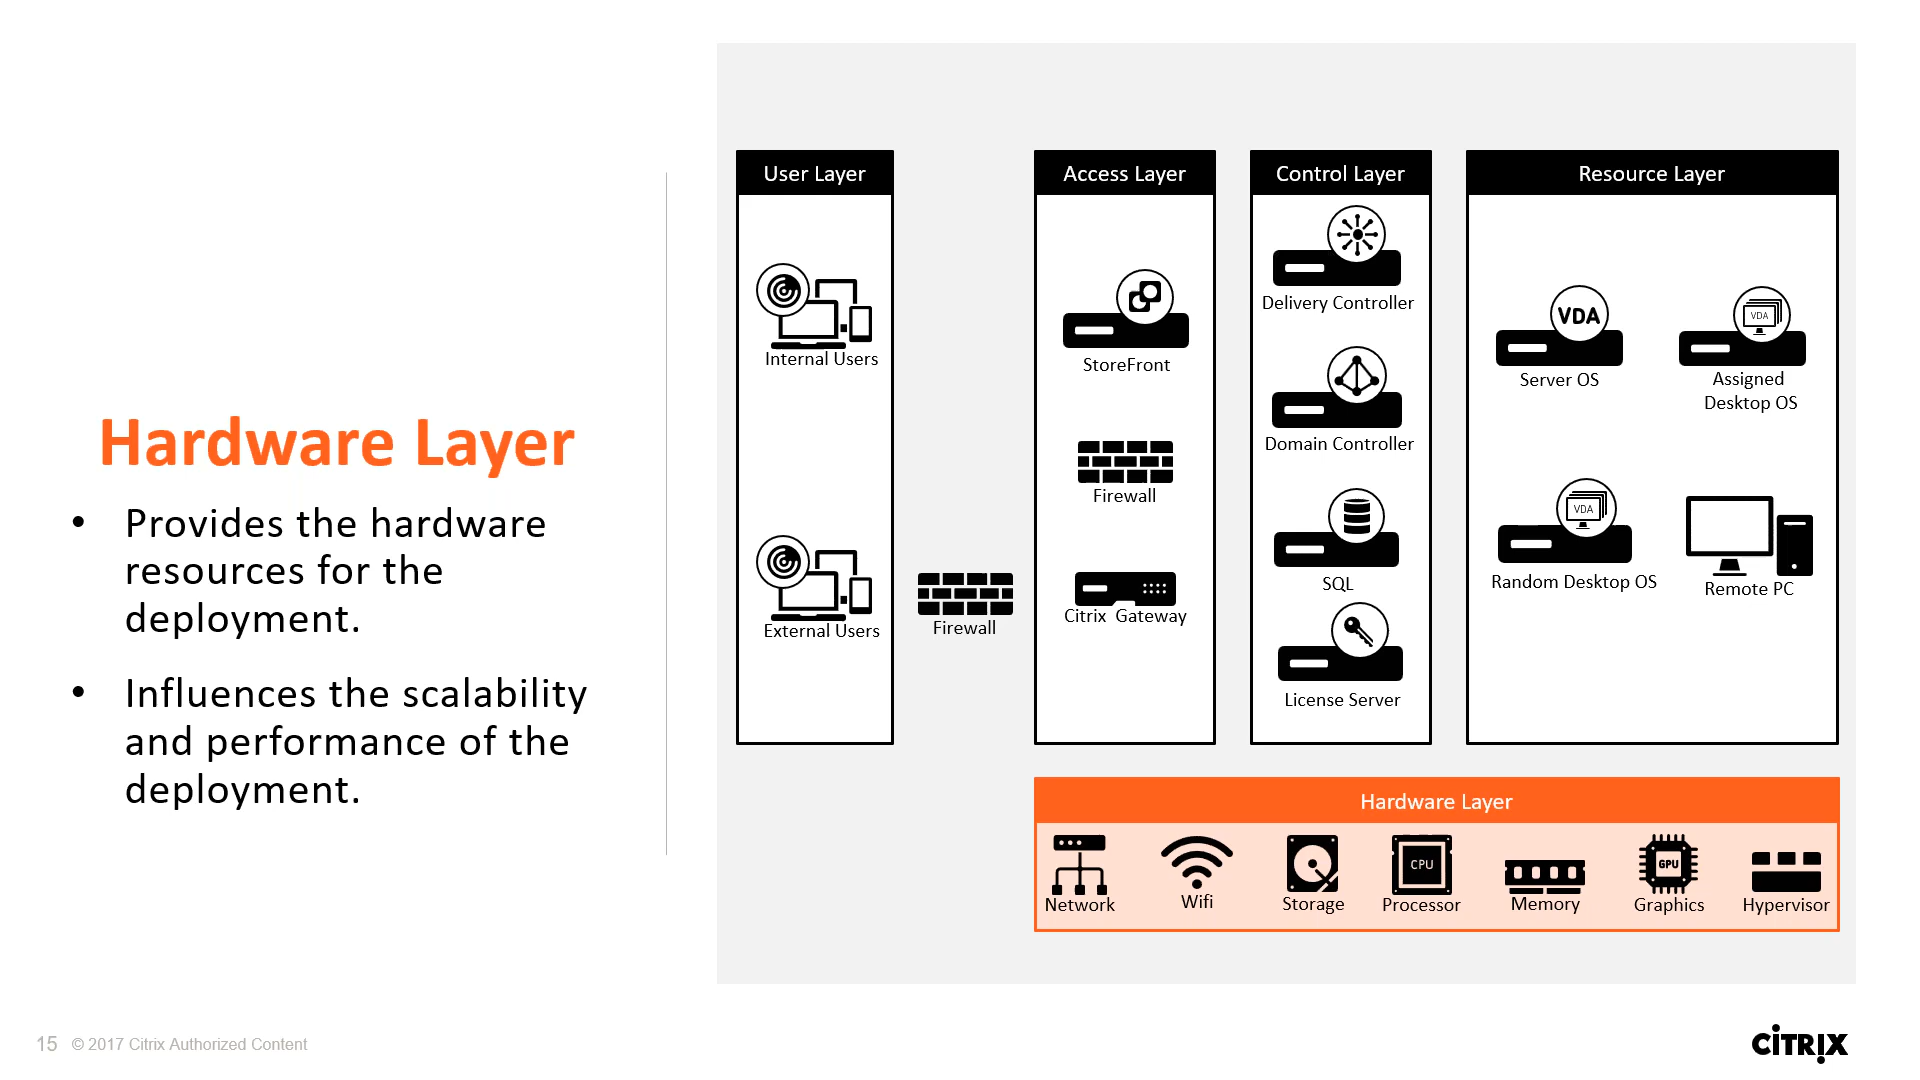 Hardware Layer
• Provides the hardware
resources for the
deployment.
• Influences the scalability
and performance of the
deployment.
User Layer
Internal Users
External Users
Firewall
Access Layer
StoreFront
Firewall
Citrix Gateway
Control Layer
Delivery Controller
Domain Controller
SQL
License Server
Resource Layer
VDA
Server OS
VDA
Assigned
Desktop OS
VDA
Random Desktop OS
Remote PC
Hardware Layer
Network
Wifi
Storage
CPU
Processor
Memory
GPU
Graphics
Hypervisor
15 © 2017 Citrix Authorized Content
CITRIX